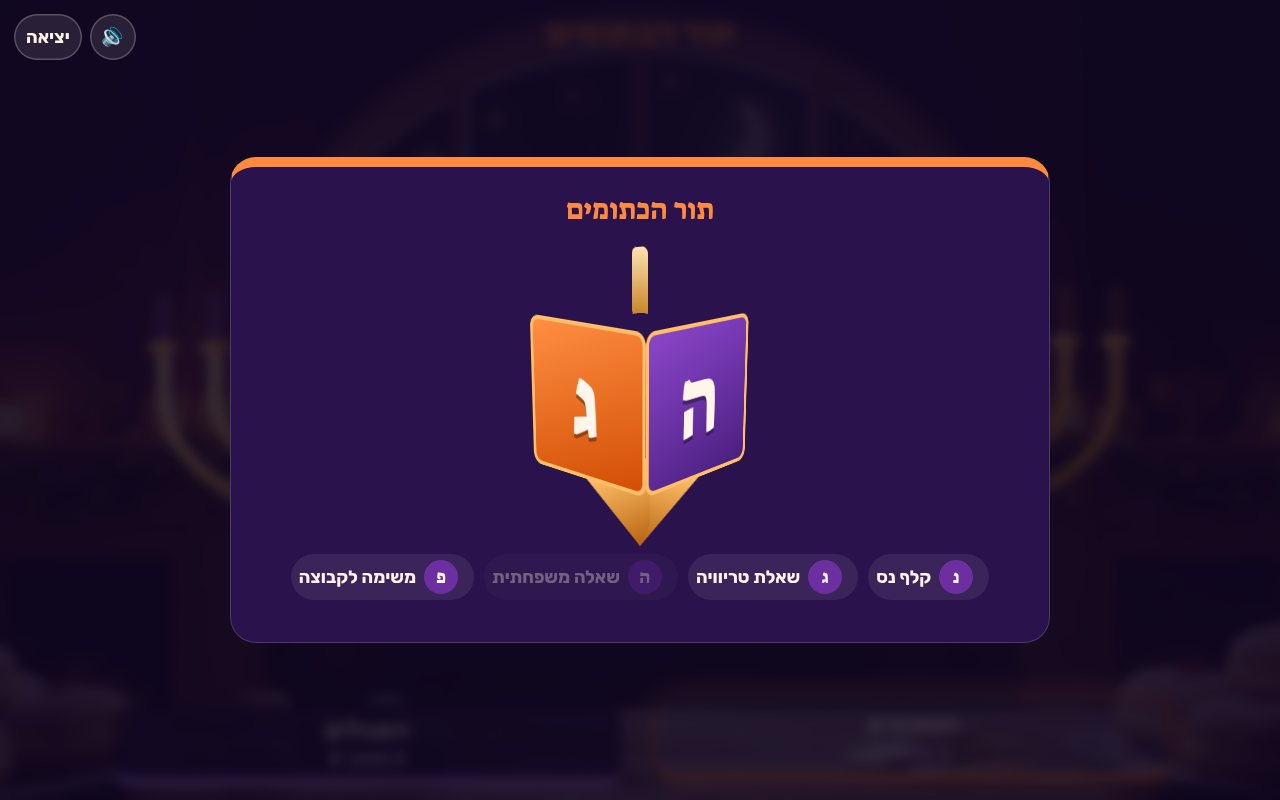 יציאה
תור הכתומים
ג ה
נ קלף נס
ג שאלת טריוויה
ה שאלה משפחתית
פ משימה לקבוצה